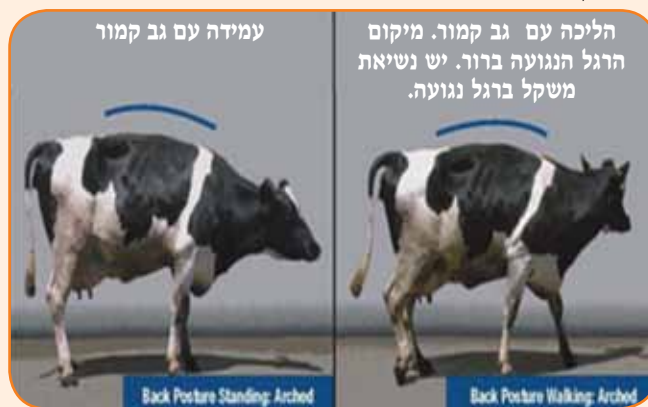 הליכה עם גב קמור. מיקום
הרגל הנגועה ברור. יש נשיאת
משקל ברגל נגועה.
עמידה עם גב קמור
Back Posture Walking: Arched
Back Posture Standing: Arched